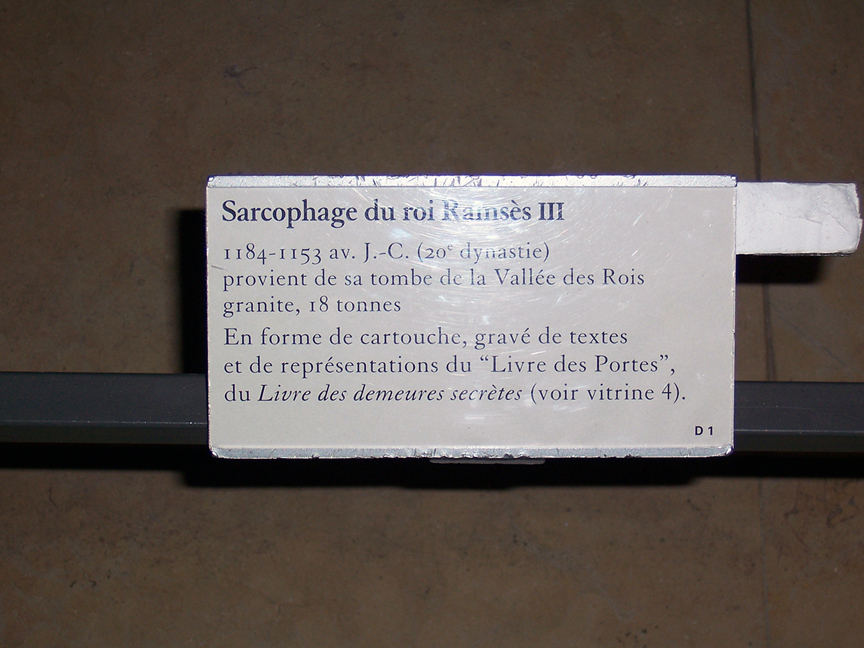 Sarcophage du roi Ramsès III
1184-1153 av. J.-C. (20e dynastie)
provient de sa tombe de la Vallée des Rois
granite, 18 tonnes
En forme de cartouche, gravé de textes
et de représentations du “Livre des Portes”,
du Livre des demeures secrètes (voir vitrine 4).
D 1